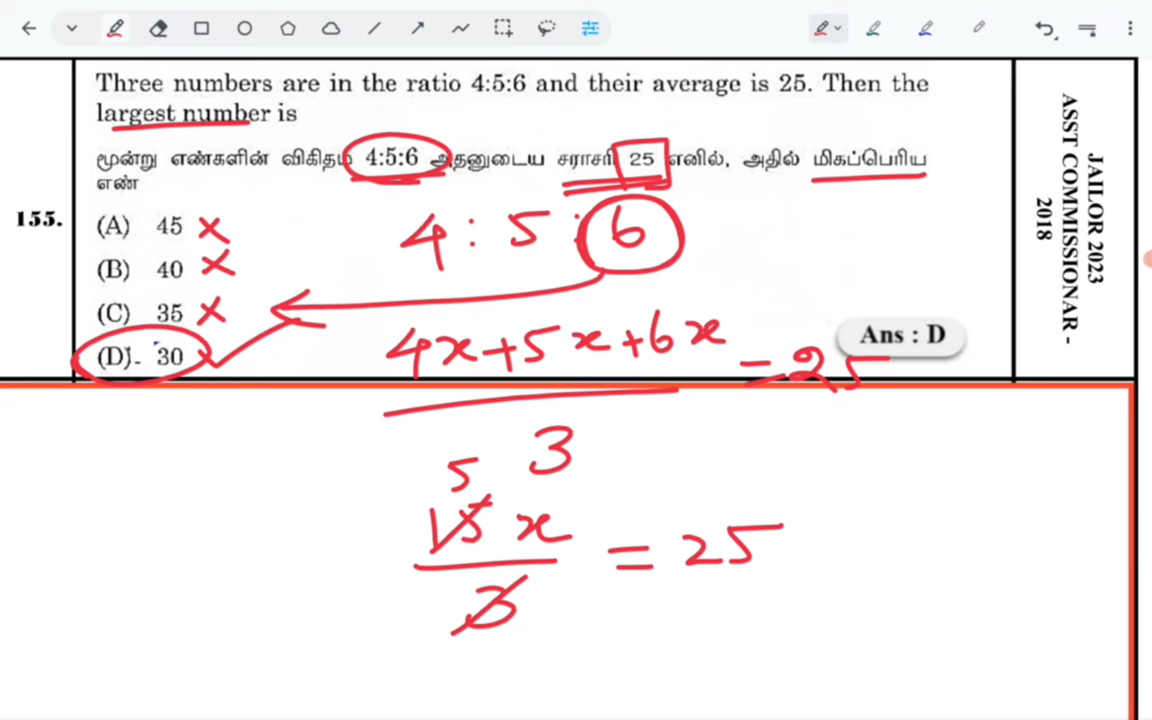 Three numbers are in the ratio 4:5:6 and their average is 25. Then the
largest number is
மூன்று எண்களின் விகிதம் 4:5:6 அதனுடைய சராசரி 25 எனில், அதில் மிகப்பெரிய
எண்
155.
(A) 45
(B) 40
(C) 35
(D) 30
Ans : D
4 : 5 : 6
4x+5x+6x = 25
3
5
15 x = 25
3
JAILOR 2023
ASST COMMISSIONAR -
2018